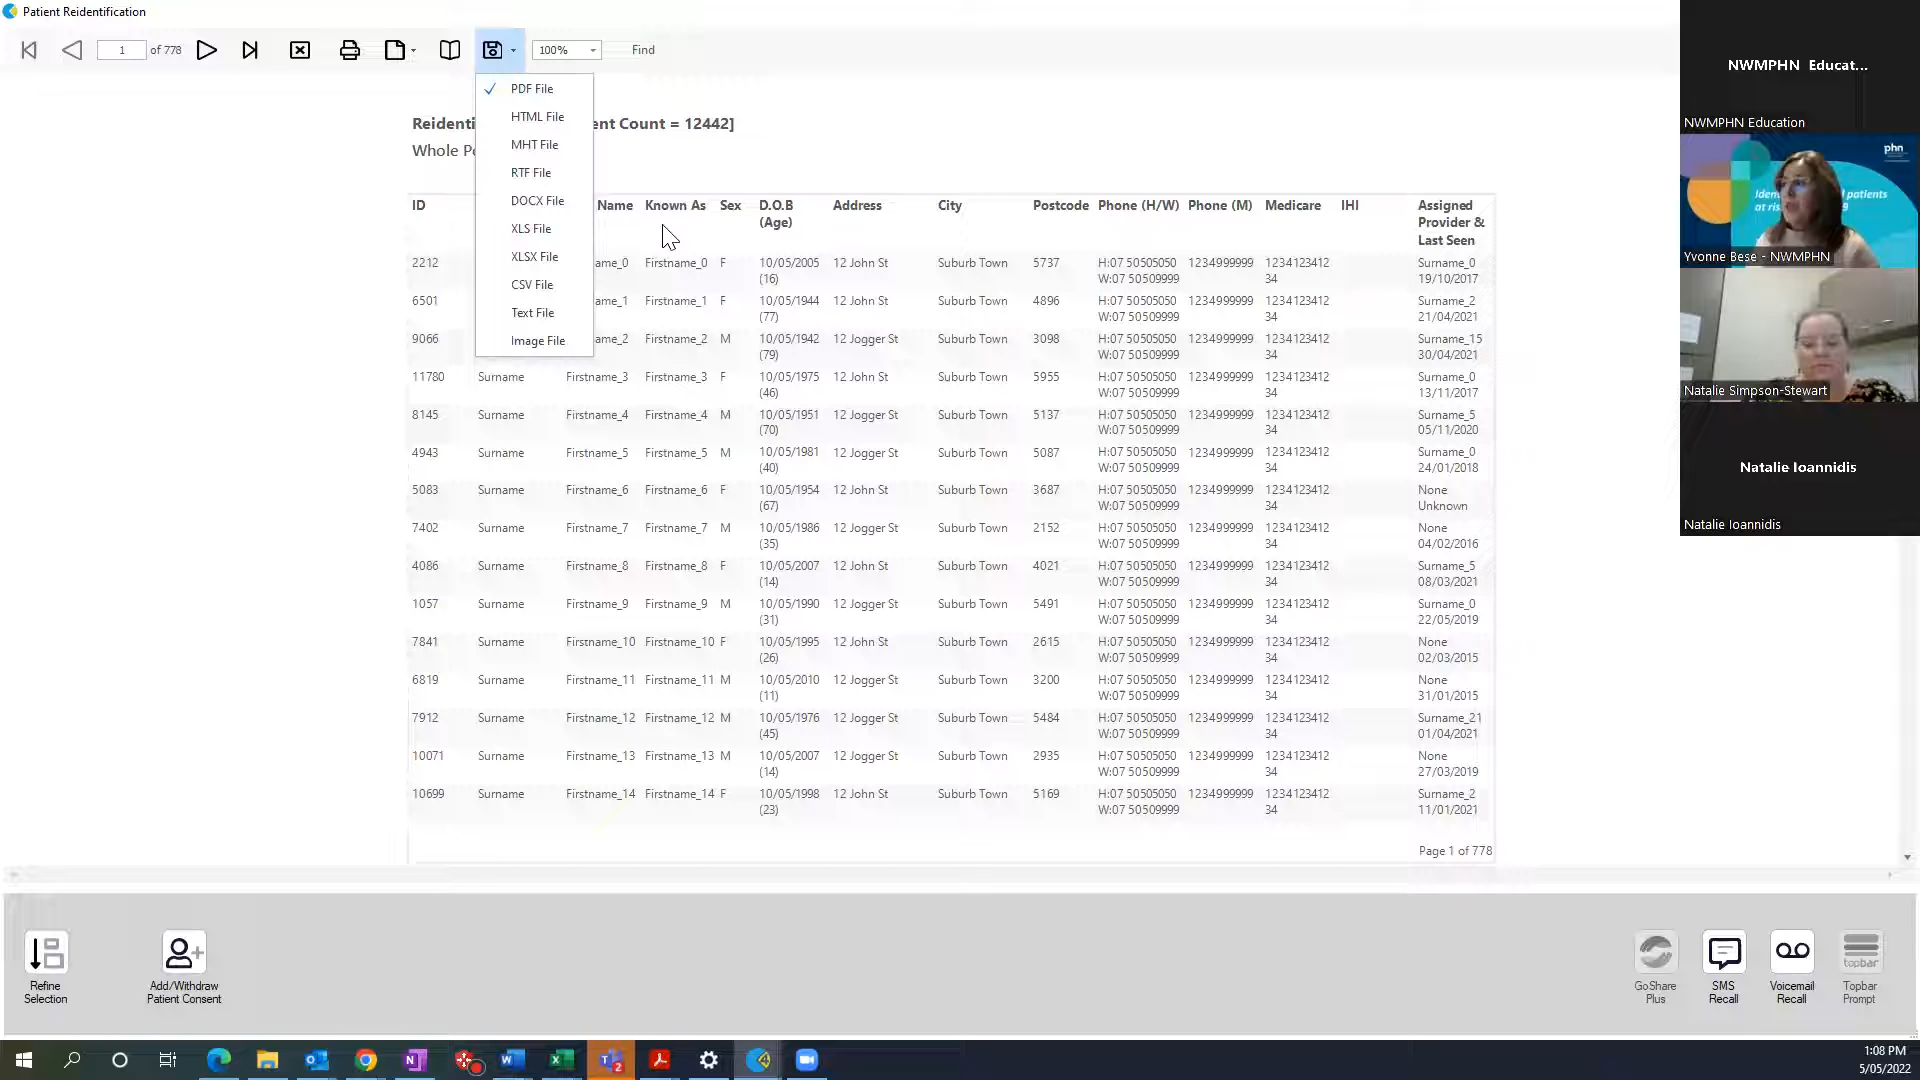 Patient Reidentification
1 of 778 100% Find
PDF File
HTML File
MHT File
RTF File
DOCX File
XLS File
XLSX File
CSV File
Text File
Image File
Reidenti ent Count = 12442]
Whole Po
ID Name Known As Sex D.O.B (Age) Address City Postcode Phone (H/W) Phone (M) Medicare IHI Assigned Provider & Last Seen
2212 ame_0 Firstname_0 F 10/05/2005 12 John St Suburb Town 5737 H:07 50505050 1234999999 1234123412 Surname_0
(16) W:07 50509999 34 19/10/2017
6501 ame_1 Firstname_1 F 10/05/1944 12 John St Suburb Town 4896 H:07 50505050 1234999999 1234123412 Surname_2
(77) W:07 50509999 34 21/04/2021
9066 ame_2 Firstname_2 M 10/05/1942 12 Jogger St Suburb Town 3098 H:07 50505050 1234999999 1234123412 Surname_15
(79) W:07 50509999 34 30/04/2021
11780 Surname Firstname_3 Firstname_3 F 10/05/1975 12 John St Suburb Town 5955 H:07 50505050 1234999999 1234123412 Surname_0
(46) W:07 50509999 34 13/11/2017
8145 Surname Firstname_4 Firstname_4 M 10/05/1951 12 Jogger St Suburb Town 5137 H:07 50505050 1234999999 1234123412 Surname_5
(70) W:07 50509999 34 05/11/2020
4943 Surname Firstname_5 Firstname_5 M 10/05/1981 12 Jogger St Suburb Town 5087 H:07 50505050 1234999999 1234123412 Surname_0
(40) W:07 50509999 34 24/01/2018
5083 Surname Firstname_6 Firstname_6 F 10/05/1954 12 John St Suburb Town 3687 H:07 50505050 1234999999 1234123412 None
(67) W:07 50509999 34 Unknown
7402 Surname Firstname_7 Firstname_7 M 10/05/1986 12 Jogger St Suburb Town 2152 H:07 50505050 1234999999 1234123412 None
(35) W:07 50509999 34 04/02/2016
4086 Surname Firstname_8 Firstname_8 F 10/05/2007 12 John St Suburb Town 4021 H:07 50505050 1234999999 1234123412 Surname_5
(14) W:07 50509999 34 08/03/2021
1057 Surname Firstname_9 Firstname_9 M 10/05/1990 12 Jogger St Suburb Town 5491 H:07 50505050 1234999999 1234123412 Surname_0
(31) W:07 50509999 34 22/05/2019
7841 Surname Firstname_10 Firstname_10 F 10/05/1995 12 John St Suburb Town 2615 H:07 50505050 1234999999 1234123412 None
(26) W:07 50509999 34 02/03/2015
6819 Surname Firstname_11 Firstname_11 M 10/05/2010 12 Jogger St Suburb Town 3200 H:07 50505050 1234999999 1234123412 None
(11) W:07 50509999 34 31/01/2015
7912 Surname Firstname_12 Firstname_12 M 10/05/1976 12 Jogger St Suburb Town 5484 H:07 50505050 1234999999 1234123412 Surname_21
(45) W:07 50509999 34 01/04/2021
10071 Surname Firstname_13 Firstname_13 M 10/05/2007 12 Jogger St Suburb Town 2935 H:07 50505050 1234999999 1234123412 None
(14) W:07 50509999 34 27/03/2019
10699 Surname Firstname_14 Firstname_14 F 10/05/1998 12 John St Suburb Town 5169 H:07 50505050 1234999999 1234123412 Surname_2
(23) W:07 50509999 34 11/01/2021
Page 1 of 778
NWMPHN Educat...
NWMPHN Education
phn
Iden patients
at ris 9
Yvonne Bese - NWMPHN
Natalie Simpson-Stewart
Natalie Ioannidis
Natalie Ioannidis
Refine
Selection
Add/Withdraw
Patient Consent
GoShare
Plus
SMS
Recall
Voicemail
Recall
topbar
Topbar
Prompt
1:08 PM
5/05/2022